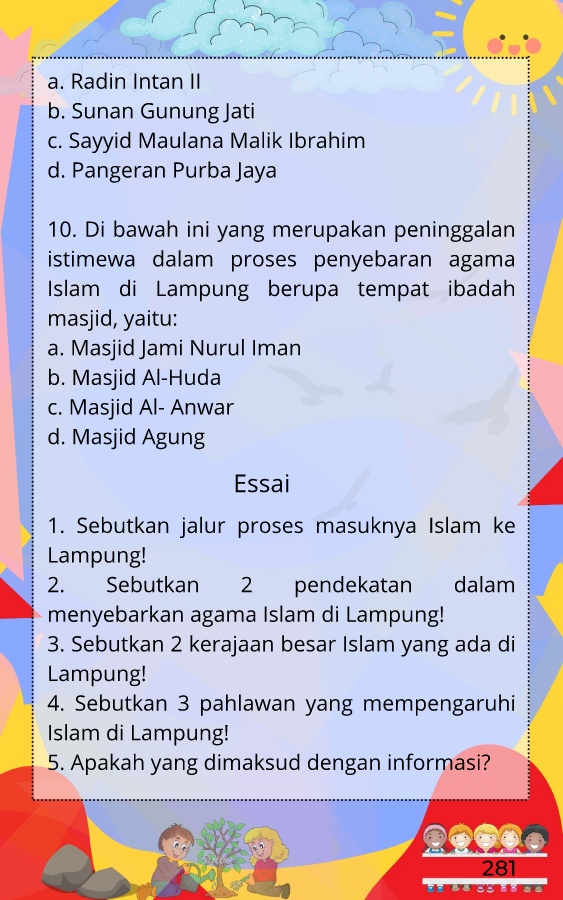 a. Radin Intan II
b. Sunan Gunung Jati
c. Sayyid Maulana Malik Ibrahim
d. Pangeran Purba Jaya
10. Di bawah ini yang merupakan peninggalan
istimewa dalam proses penyebaran agama
Islam di Lampung berupa tempat ibadah
masjid, yaitu:
a. Masjid Jami Nurul Iman
b. Masjid Al-Huda
c. Masjid Al- Anwar
d. Masjid Agung
Essai
1. Sebutkan jalur proses masuknya Islam ke
Lampung!
2. Sebutkan 2 pendekatan dalam
menyebarkan agama Islam di Lampung!
3. Sebutkan 2 kerajaan besar Islam yang ada di
Lampung!
4. Sebutkan 3 pahlawan yang mempengaruhi
Islam di Lampung!
5. Apakah yang dimaksud dengan informasi?
281